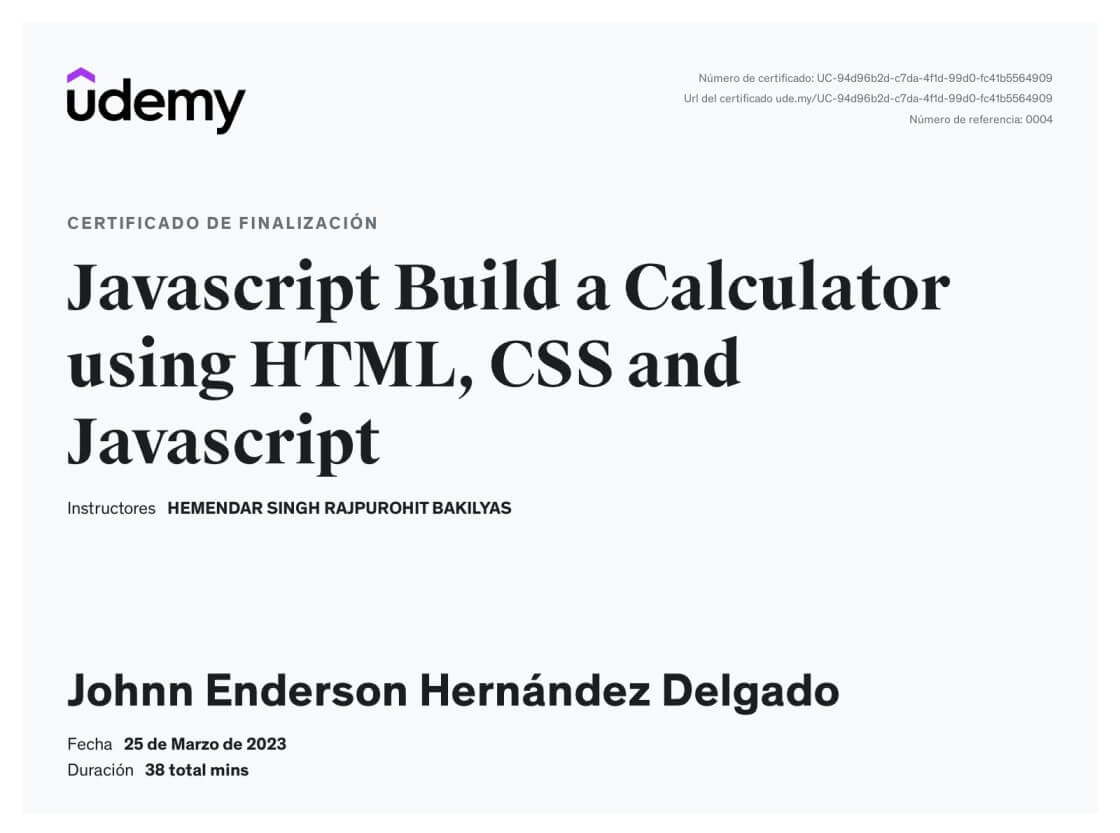 udemy
Número de certificado: UC-94d96b2d-c7da-4f1d-99d0-fc41b5564909
Url del certificado ude.my/UC-94d96b2d-c7da-4f1d-99d0-fc41b5564909
Número de referencia: 0004
CERTIFICADO DE FINALIZACIÓN
Javascript Build a Calculator
using HTML, CSS and
Javascript
Instructores HEMENDAR SINGH RAJPUROHIT BAKILYAS
Johnn Enderson Hernández Delgado
Fecha 25 de Marzo de 2023
Duración 38 total mins